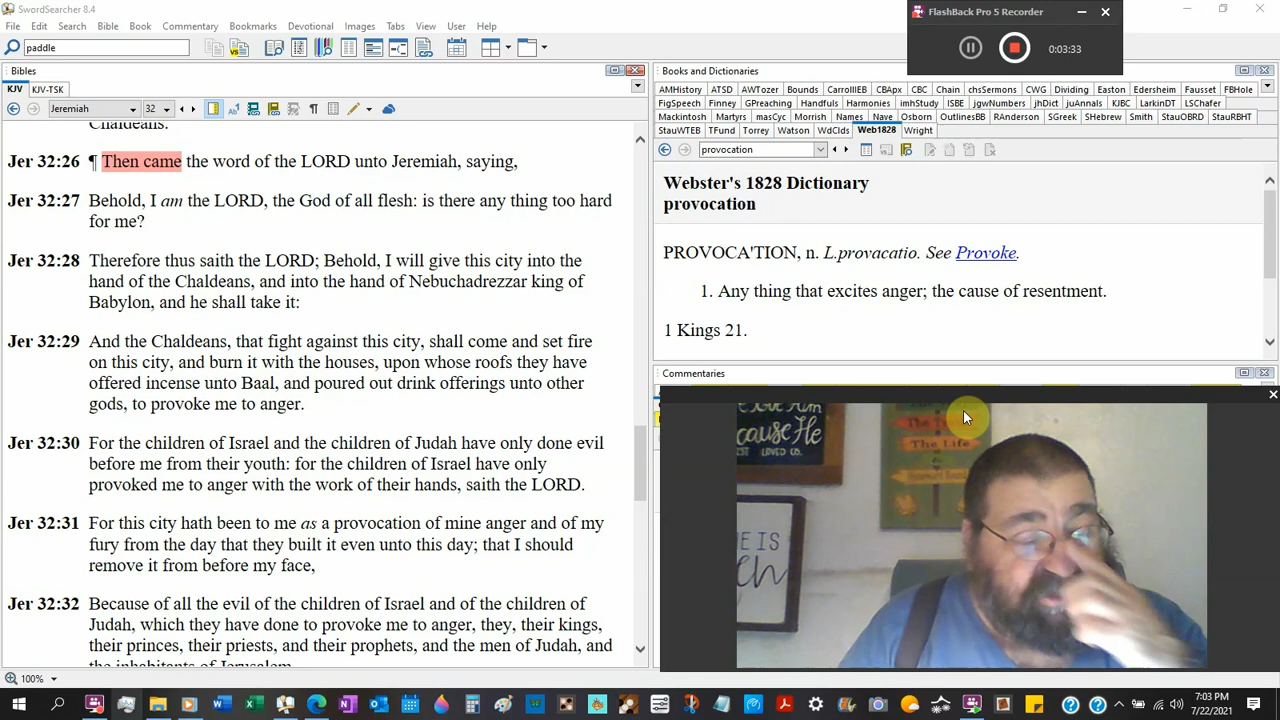 SwordSearcher 8.4
File Edit Search Bible Book Commentary Bookmarks Devotional Images Tabs View User Help
paddle
FlashBack Pro 5 Recorder
00:03:33
Bibles
KJV KJV-TSK
Jeremiah 32
Chaldeans.
Jer 32:26 ¶ Then came the word of the LORD unto Jeremiah, saying,
Jer 32:27 Behold, I am the LORD, the God of all flesh: is there any thing too hard
for me?
Jer 32:28 Therefore thus saith the LORD; Behold, I will give this city into the
hand of the Chaldeans, and into the hand of Nebuchadrezzar king of
Babylon, and he shall take it:
Jer 32:29 And the Chaldeans, that fight against this city, shall come and set fire
on this city, and burn it with the houses, upon whose roofs they have
offered incense unto Baal, and poured out drink offerings unto other
gods, to provoke me to anger.
Jer 32:30 For the children of Israel and the children of Judah have only done evil
before me from their youth: for the children of Israel have only
provoked me to anger with the work of their hands, saith the LORD.
Jer 32:31 For this city hath been to me as a provocation of mine anger and of my
fury from the day that they built it even unto this day; that I should
remove it from before my face,
Jer 32:32 Because of all the evil of the children of Israel and of the children of
Judah, which they have done to provoke me to anger, they, their kings,
their princes, their priests, and their prophets, and the men of Judah, and
the inhabitants of Jerusalem.
100%
Books and Dictionaries
AMHistory ATSD AWTozer Bounds CarrollIEB CBApx CBC Chain chsSermons CWG Dividing Easton Edersheim Fausset FBHole
FigSpeech Finney GPreaching Handfuls Harmonies imhStudy ISBE jgwNumbers jhDict juAnnals KJBC LarkinDT LSChafer
Mackintosh Martyrs masCyc Morrish Names Nave Osborn OutlinesBB RAnderson SGreek SHebrew Smith StauOBRD StauRBHT
StauWTEB TFund Torrey Watson WdClds Web1828 Wright
provocation
Webster's 1828 Dictionary
provocation
PROVOCA'TION, n. L.provacatio. See Provoke.
1. Any thing that excites anger; the cause of resentment.
1 Kings 21.
Commentaries
cause He
LOVED US.
The Life
7:03 PM
7/22/2021